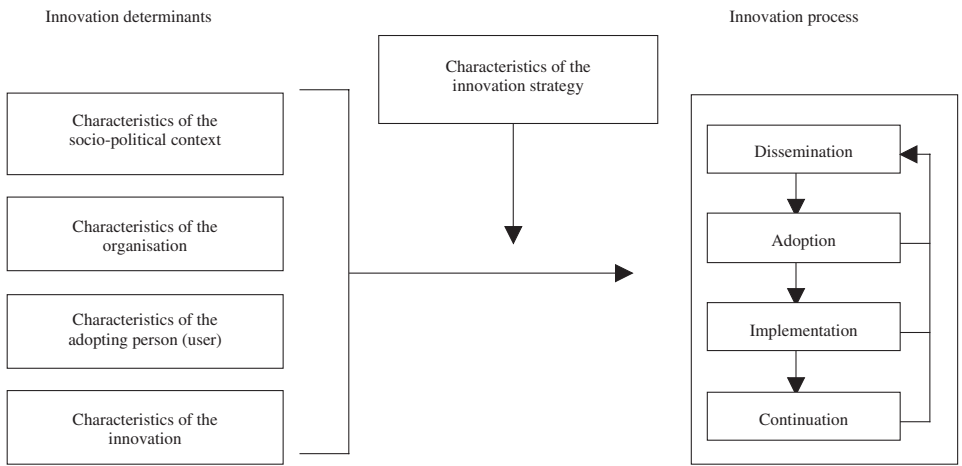 Innovation determinants
Innovation process
Characteristics of the
innovation strategy
Characteristics of the
socio-political context
Characteristics of the
organisation
Characteristics of the
adopting person (user)
Characteristics of the
innovation
Dissemination
Adoption
Implementation
Continuation